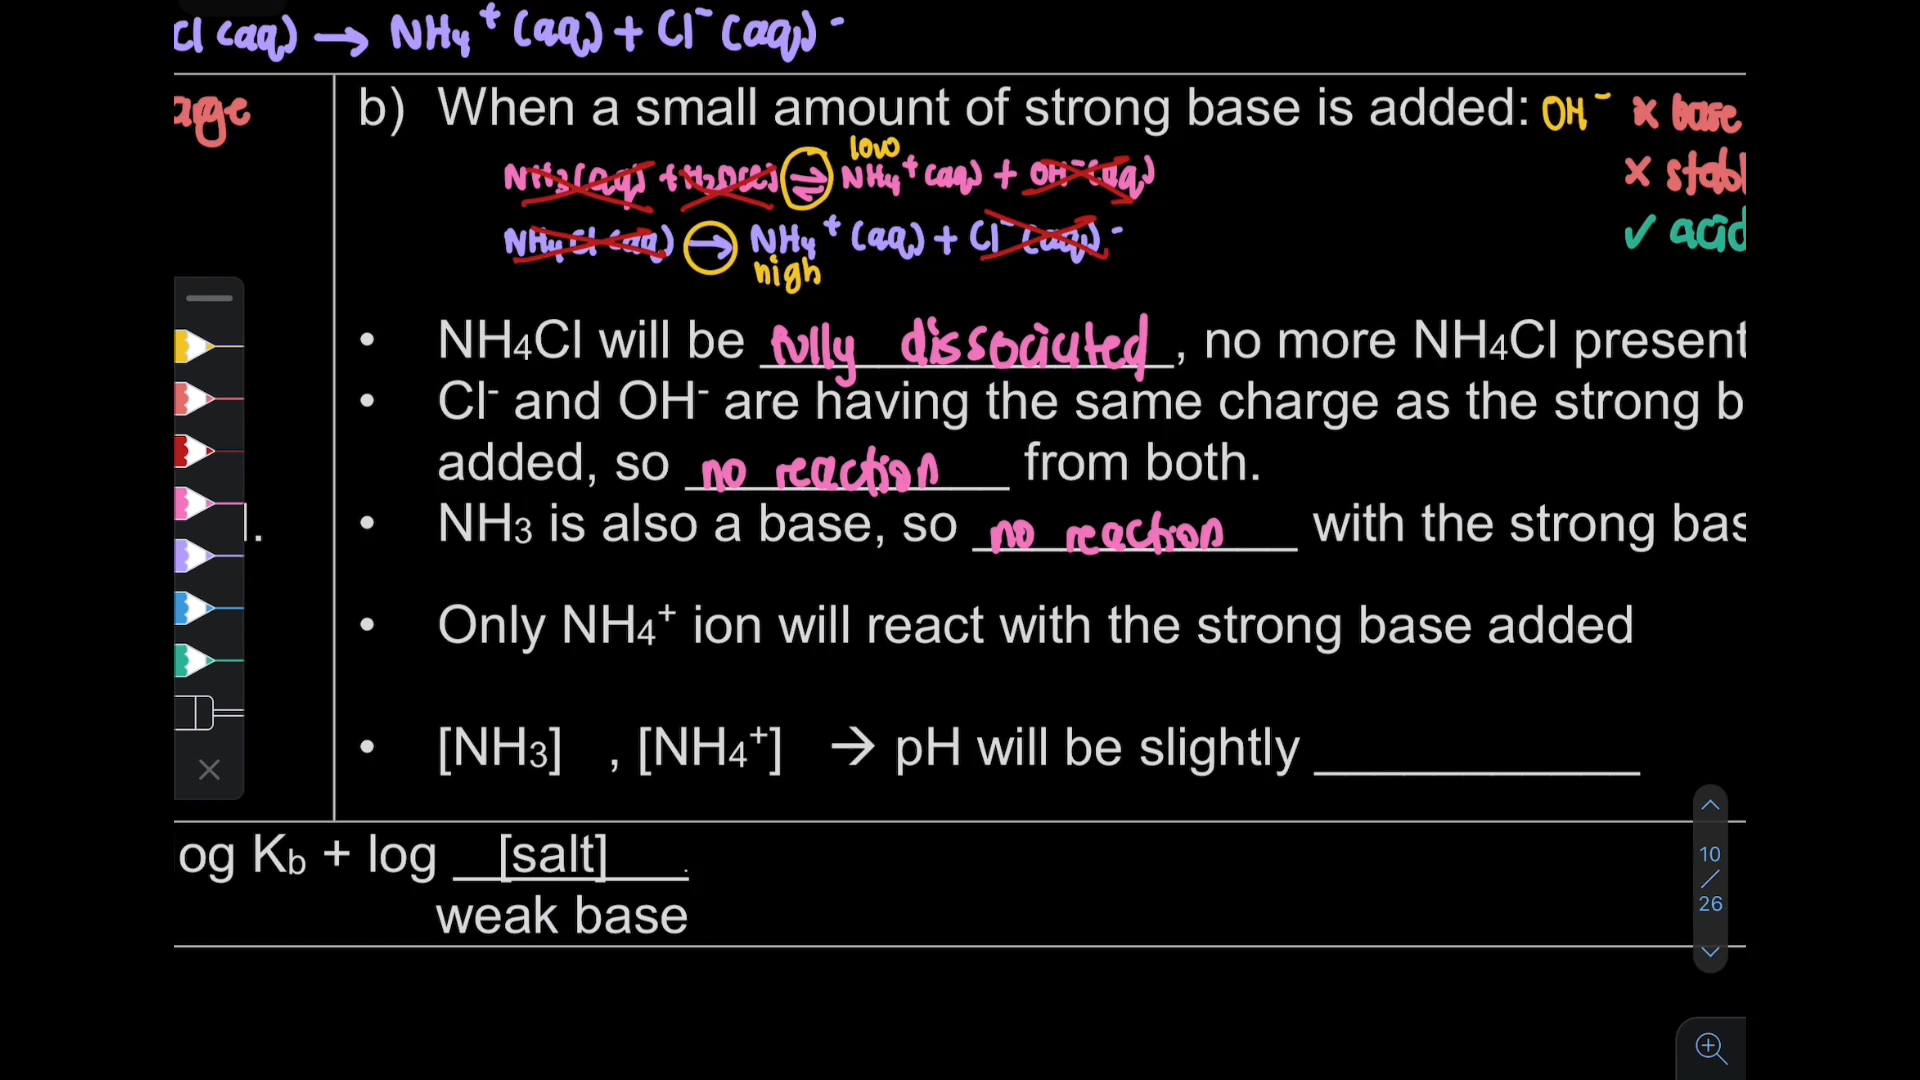 Cl (aq) → NH₄⁺ (aq) + Cl⁻ (aq)
age
b) When a small amount of strong base is added: OH⁻ × base
low
NH₃(aq) + H₂O(l) ⇌ NH₄⁺ (aq) + OH⁻ (aq) ×
NH₄Cl (aq) → NH₄⁺ (aq) + Cl⁻ (aq) ✓ acid
high
• NH₄Cl will be fully dissociated, no more NH₄Cl present
• Cl⁻ and OH⁻ are having the same charge as the strong b
added, so no reaction from both.
• NH₃ is also a base, so no reaction with the strong bas
• Only NH₄⁺ ion will react with the strong base added
• [NH₃] , [NH₄⁺] → pH will be slightly ____________
og Kb + log [salt]
weak base
10
/
26